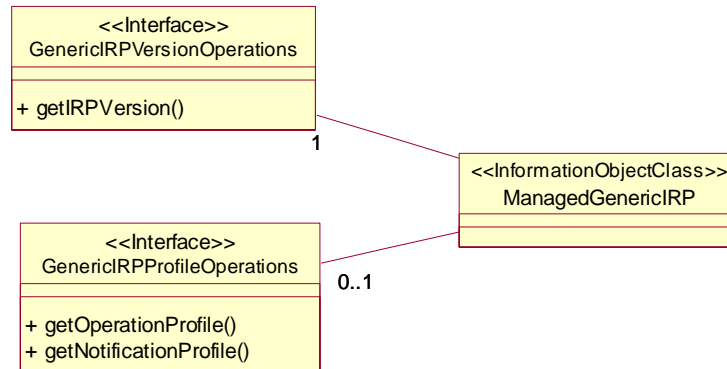 <<Interface>>
GenericIRPVersionOperations
+ getIRPVersion()
1
<<InformationObjectClass>>
ManagedGenericIRP
<<Interface>>
GenericIRPProfileOperations
0..1
+ getOperationProfile()
+ getNotificationProfile()